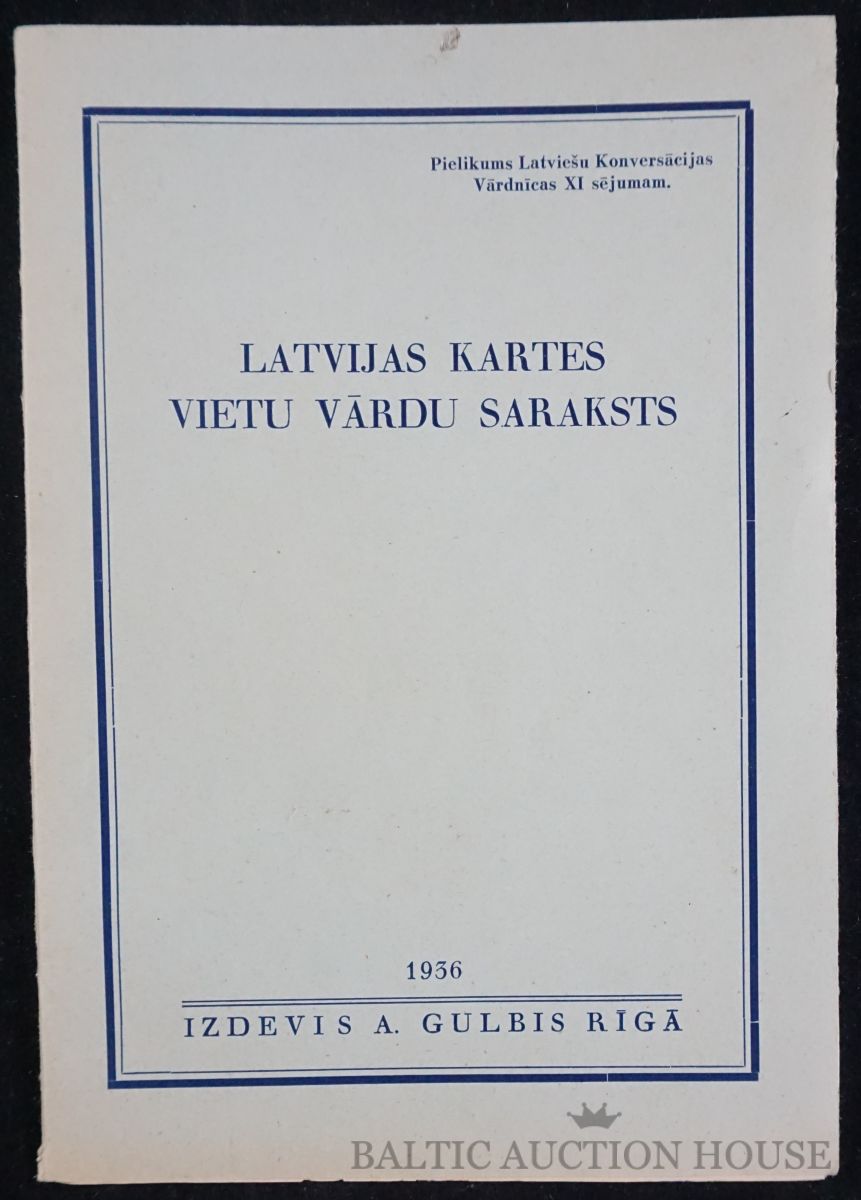 Pielikums Latviešu Konversācijas
Vārdnīcas XI sējumam.
LATVIJAS KARTES
VIETU VĀRDU SARAKSTS
1936
IZDEVIS A. GULBIS RĪGĀ
BALTIC AUCTION HOUSE